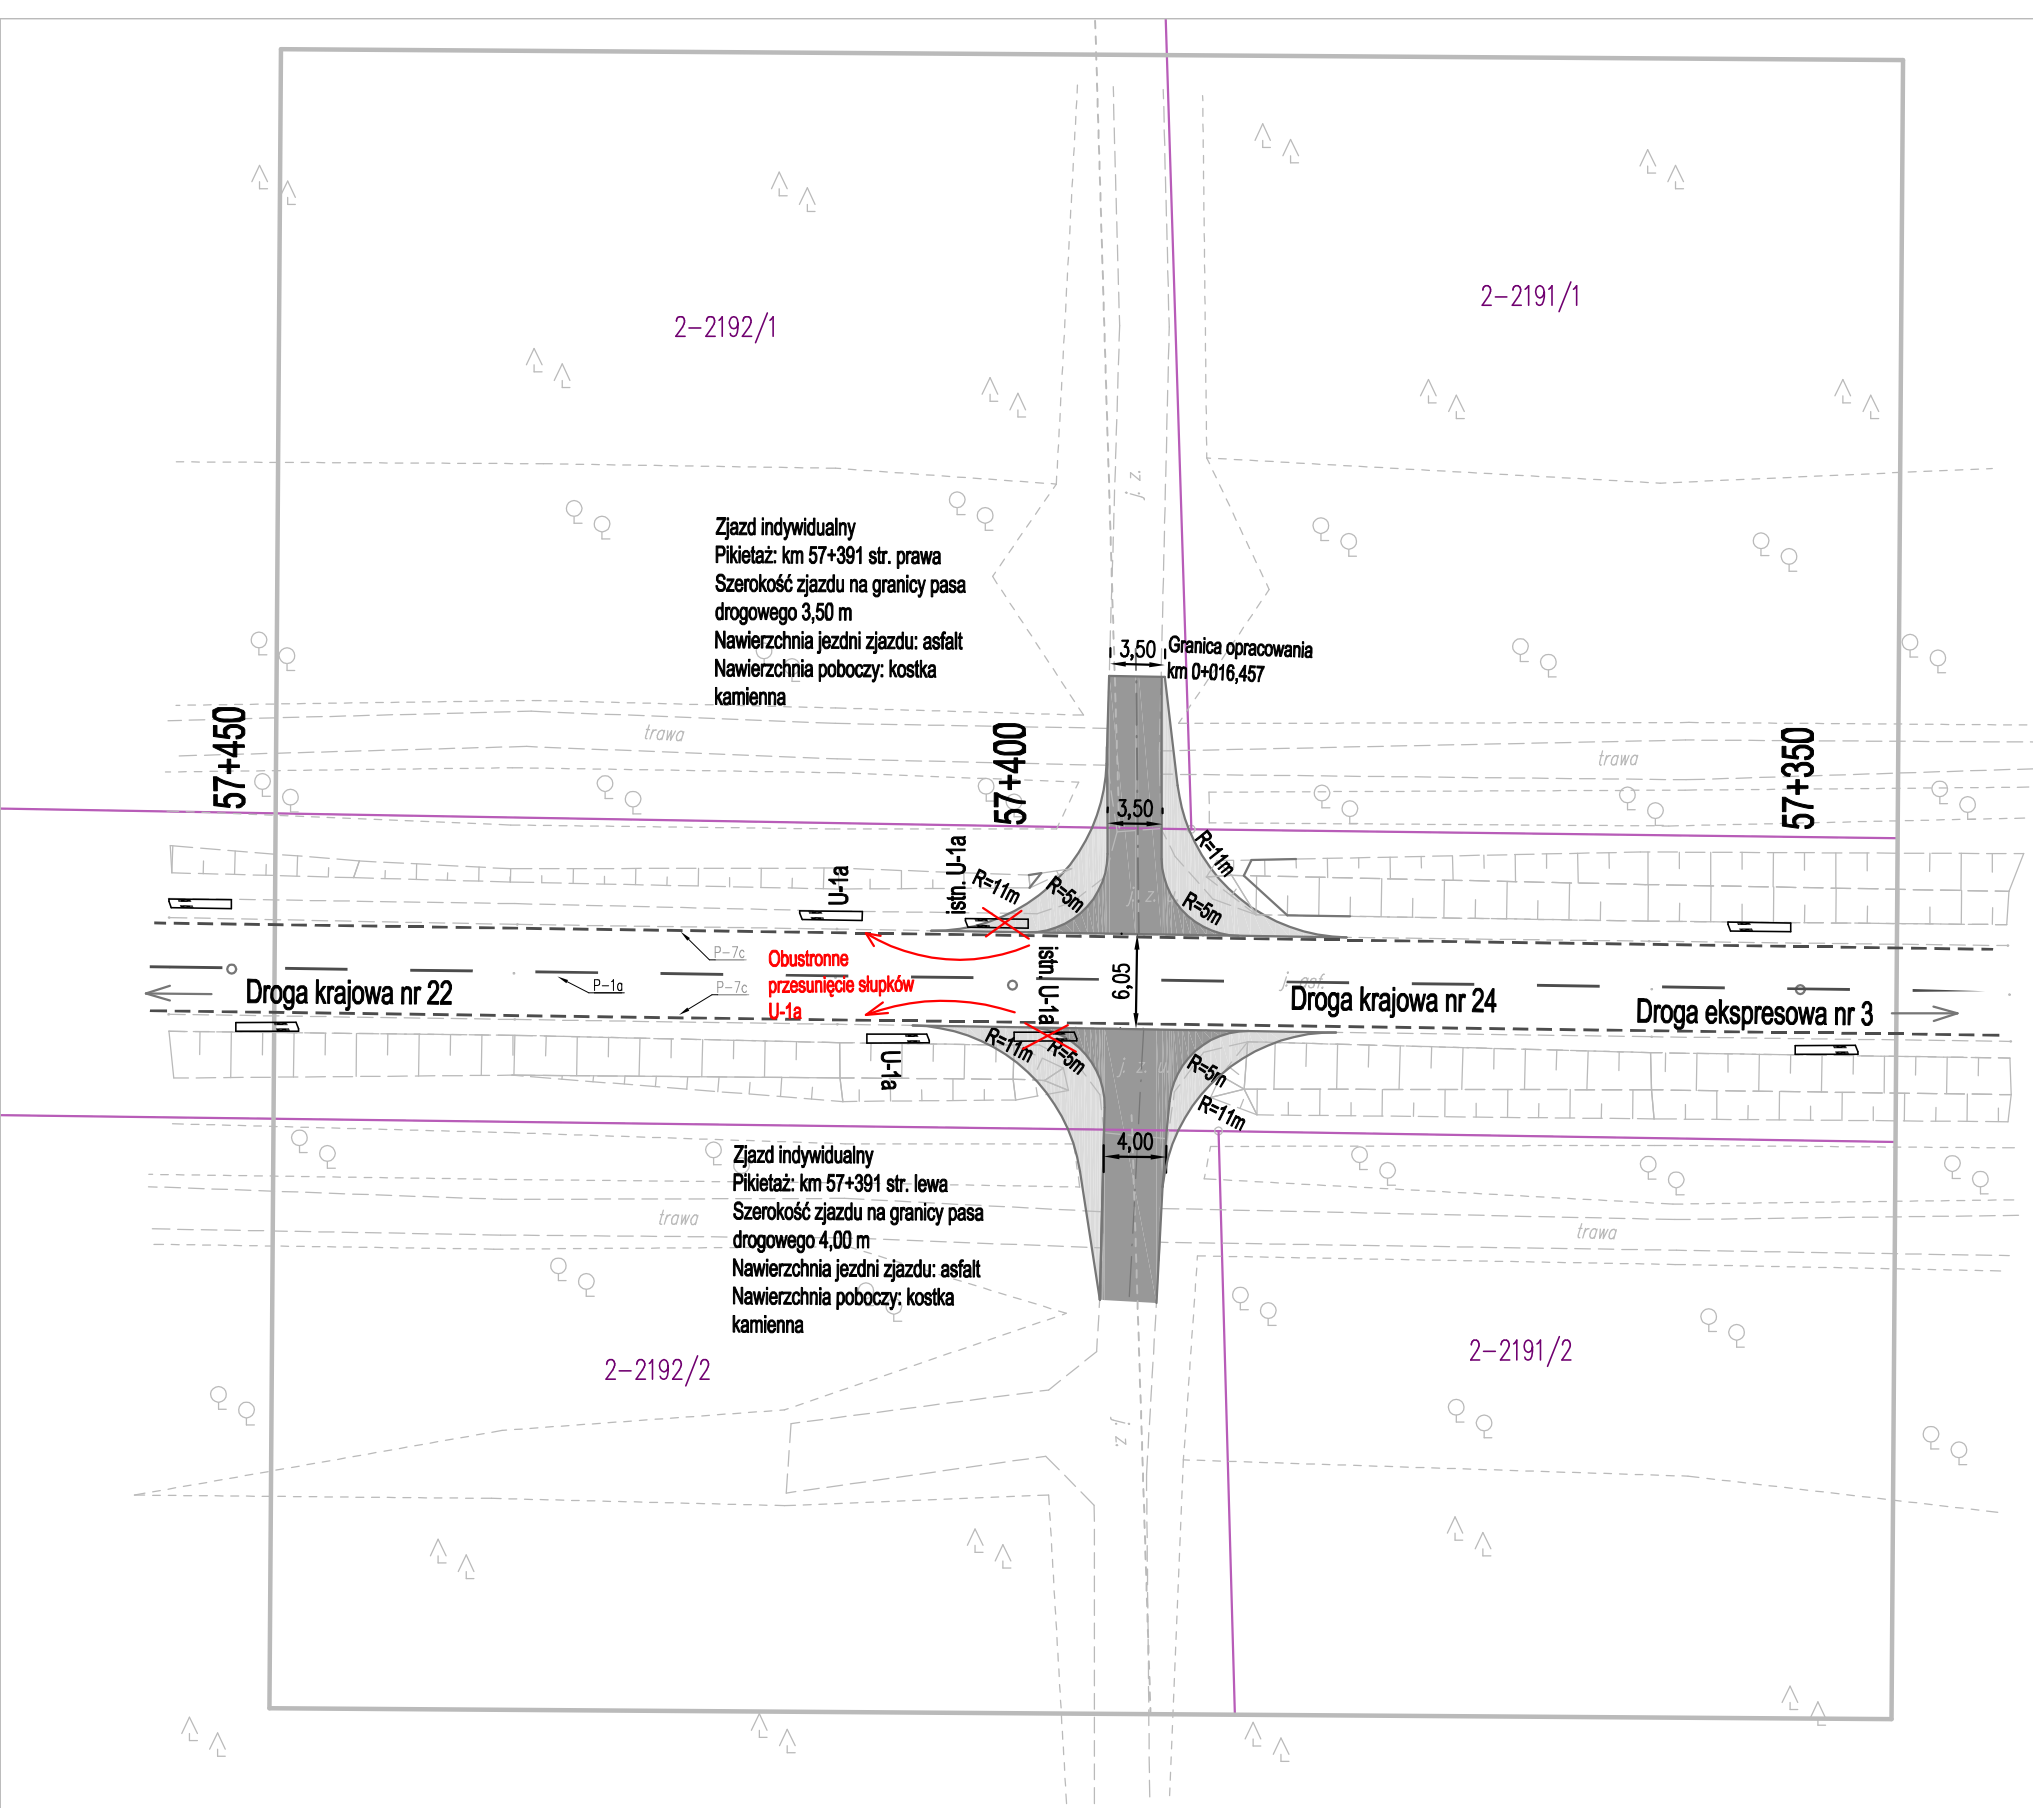 2-2192/1
2-2191/1
j. z.
Zjazd indywidualny
Pikietaż: km 57+391 str. prawa
Szerokość zjazdu na granicy pasa
drogowego 3,50 m
Nawierzchnia jezdni zjazdu: asfalt
Nawierzchnia poboczy: kostka
kamienna
3,50
Granica opracowania
km 0+016,457
trawa
trawa
57+450
57+400
57+350
3,50
U-1a
istn. U-1a
R=11m
R=5m
j. z.
R=5m
R=11m
P-7c
P-1a
P-7c
Obustronne
przesunięcie słupków
U-1a
istn. U-1a
6,05
j. asf.
Droga krajowa nr 22
Droga krajowa nr 24
Droga ekspresowa nr 3
U-1a
R=11m
R=5m
j. z. u.
R=5m
R=11m
4,00
Zjazd indywidualny
Pikietaż: km 57+391 str. lewa
Szerokość zjazdu na granicy pasa
drogowego 4,00 m
Nawierzchnia jezdni zjazdu: asfalt
Nawierzchnia poboczy: kostka
kamienna
trawa
trawa
2-2192/2
2-2191/2
j. z.